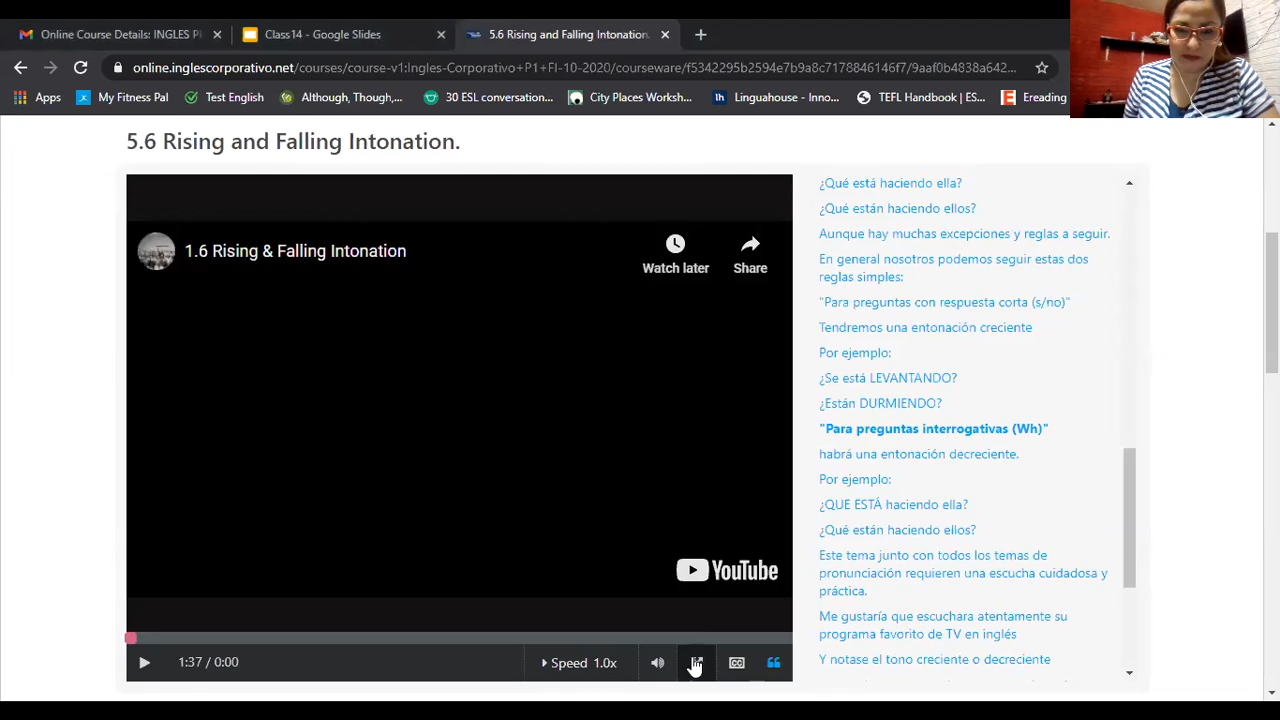 Online Course Details: INGLES P
Class14 - Google Slides
5.6 Rising and Falling Intonation.
online.inglescorporativo.net/courses/course-v1:Ingles-Corporativo+P1+FI-10-2020/courseware/f5342295b2594e7b9a8c7178846146f7/9aaf0b4838a642...
Apps
My Fitness Pal
Test English
Although, Though,...
30 ESL conversation...
City Places Worksh...
Linguahouse - Inno...
TEFL Handbook | ES...
Ereading
5.6 Rising and Falling Intonation.
1.6 Rising & Falling Intonation
Watch later
Share
YouTube
1:37 / 0:00
Speed 1.0x
¿Qué está haciendo ella?
¿Qué están haciendo ellos?
Aunque hay muchas excepciones y reglas a seguir.
En general nosotros podemos seguir estas dos
reglas simples:
"Para preguntas con respuesta corta (s/no)"
Tendremos una entonación creciente
Por ejemplo:
¿Se está LEVANTANDO?
¿Están DURMIENDO?
"Para preguntas interrogativas (Wh)"
habrá una entonación decreciente.
Por ejemplo:
¿QUE ESTÁ haciendo ella?
¿Qué están haciendo ellos?
Este tema junto con todos los temas de
pronunciación requieren una escucha cuidadosa y
práctica.
Me gustaría que escuchara atentamente su
programa favorito de TV en inglés
Y notase el tono creciente o decreciente